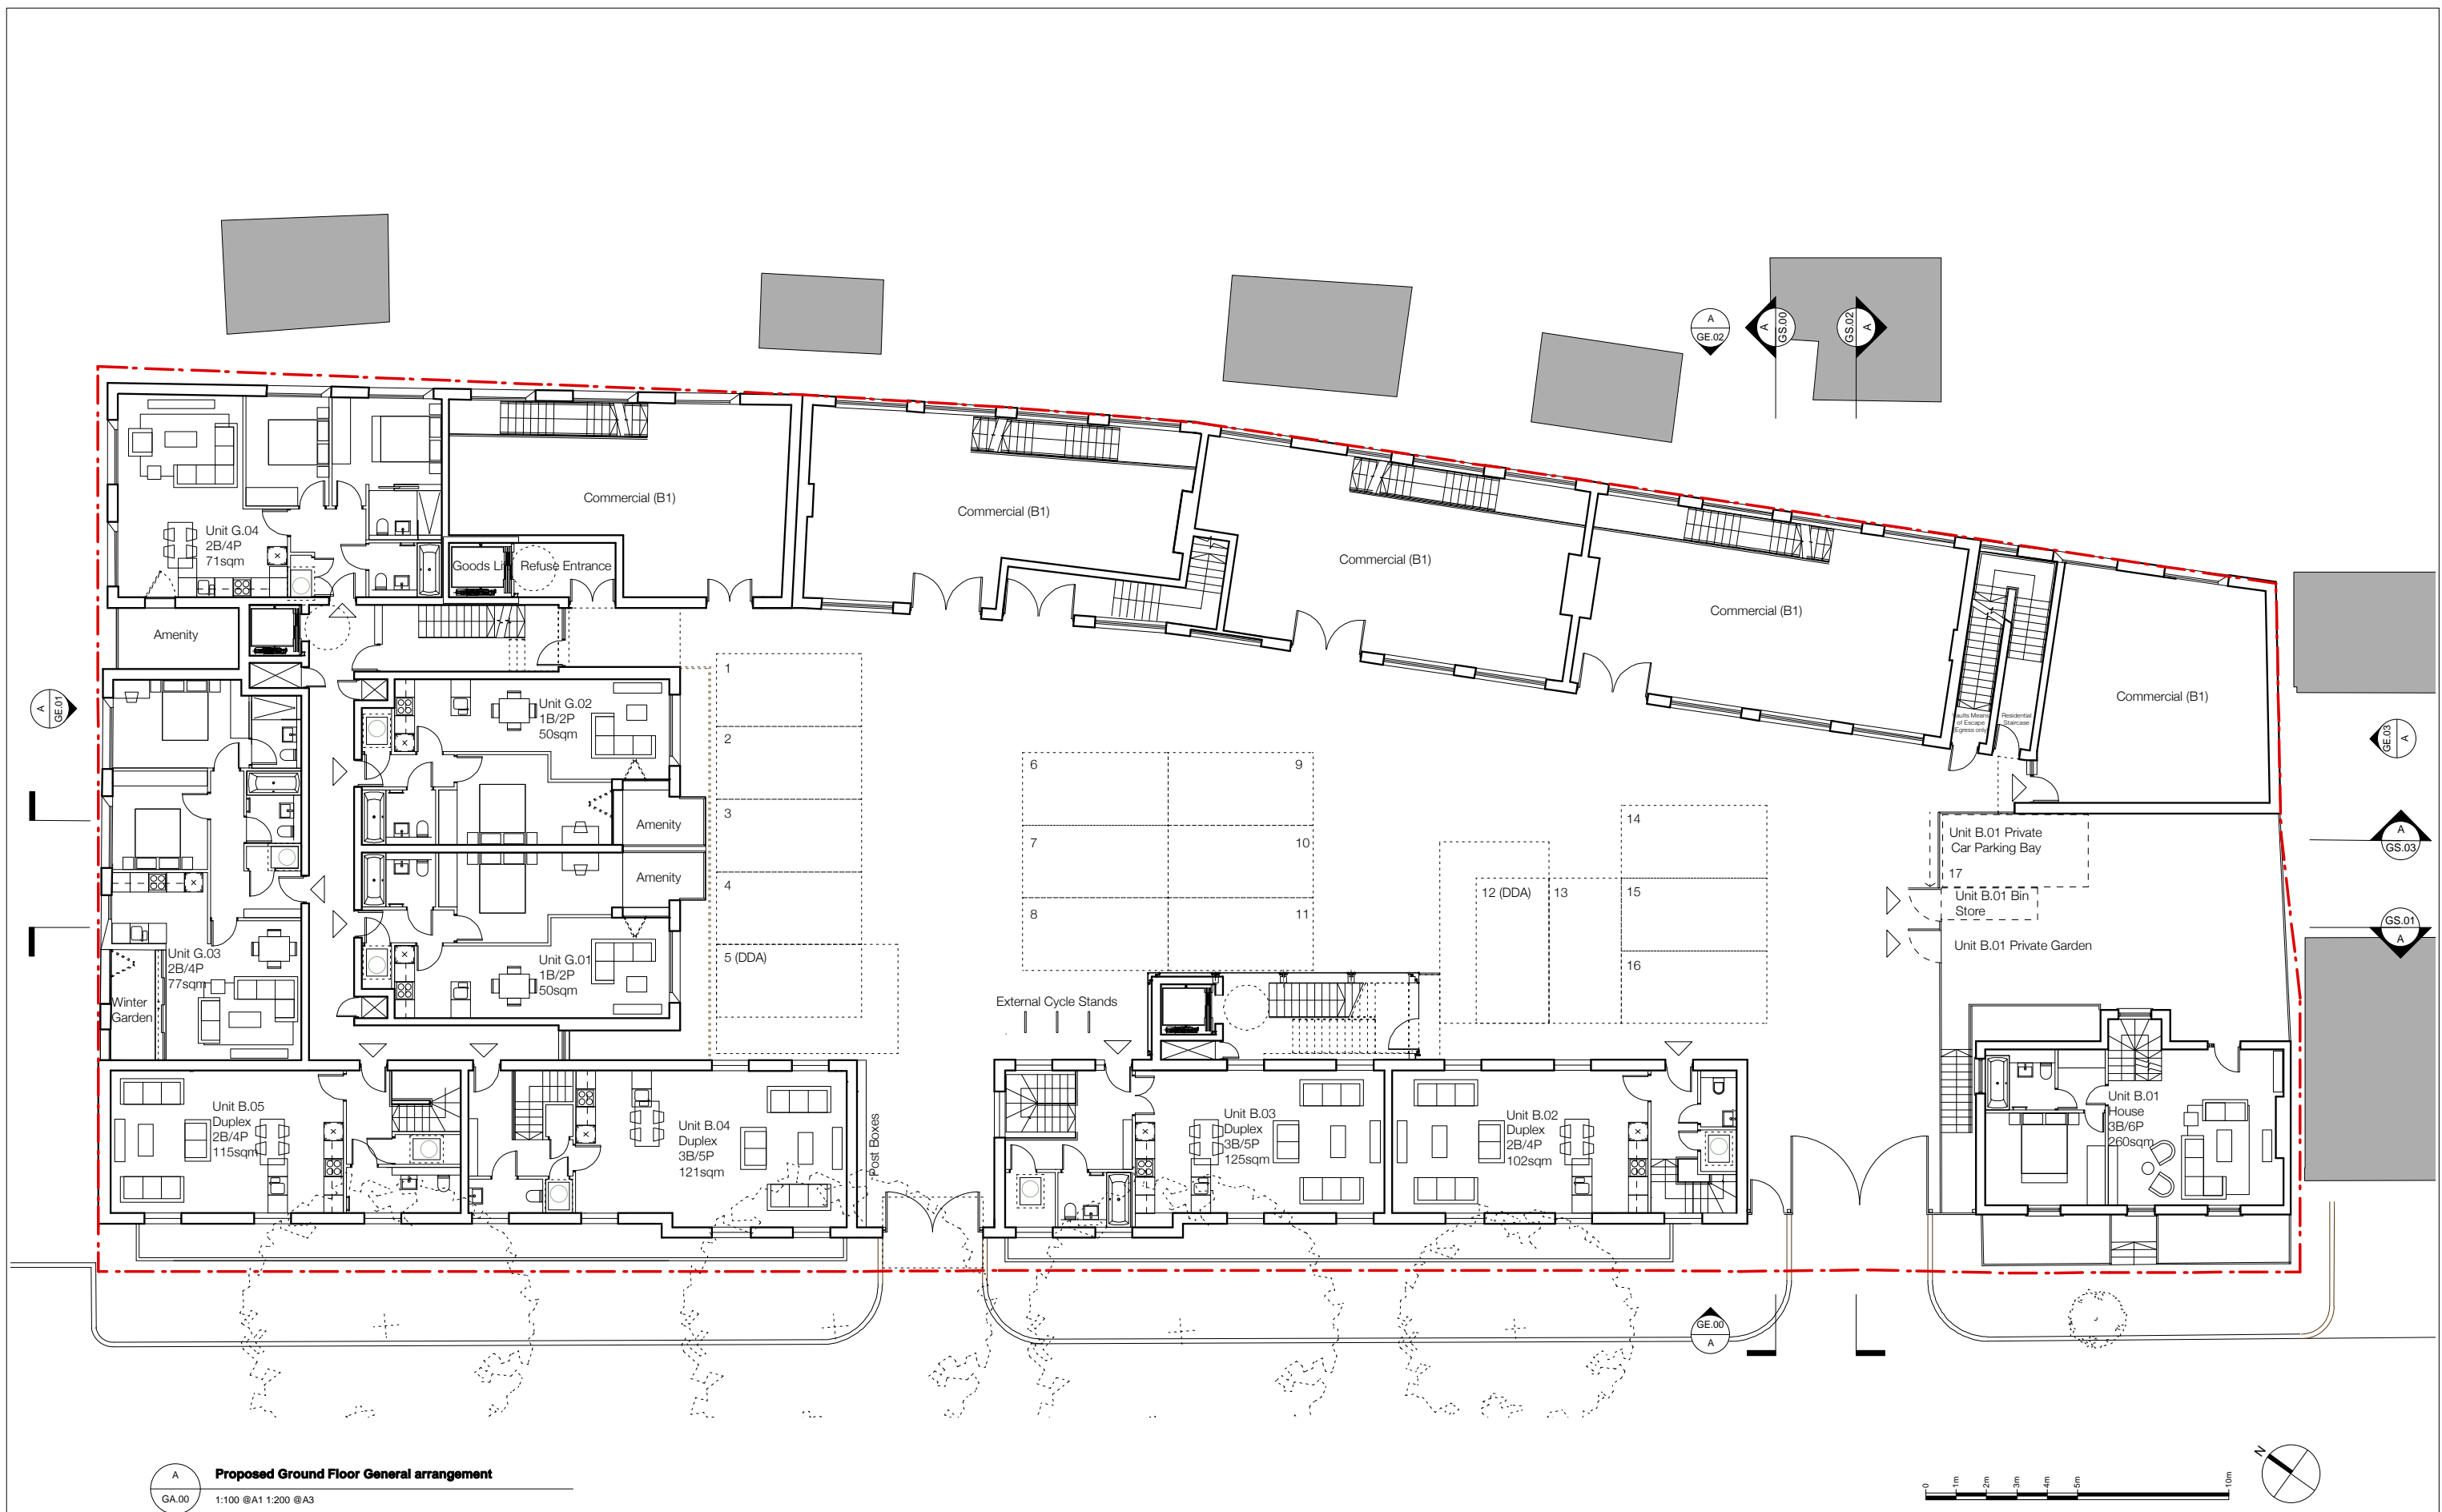 A
GE.02
A
GS.00
GS.02
A
Commercial (B1)
Commercial (B1)
Commercial (B1)
Commercial (B1)
Commercial (B1)
Unit G.04
2B/4P
71sqm
Refuse Entrance
Amenity
A
GE.01
GE.03
A
Unit G.02
1B/2P
50sqm
Amenity
Amenity
Unit G.01
1B/2P
50sqm
Unit G.03
2B/4P
77sqm
Winter
Garden
1
2
3
4
5 (DDA)
6
7
8
9
10
11
12 (DDA)
13
14
15
16
of Escape
Egress only
Residential
Staircase
Unit B.01 Private
Car Parking Bay
17
Unit B.01 Bin
Store
Unit B.01 Private Garden
A
GS.03
GS.01
A
External Cycle Stands
Unit B.05
Duplex
2B/4P
115sqm
Unit B.04
Duplex
3B/5P
121sqm
Post Boxes
Unit B.03
Duplex
3B/5P
125sqm
Unit B.02
Duplex
2B/4P
102sqm
Unit B.01
House
3B/6P
260sqm
GE.00
A
A
GA.00
Proposed Ground Floor General arrangement
1:100 @A1 1:200 @A3
0
1m
2m
3m
4m
5m
10m
N